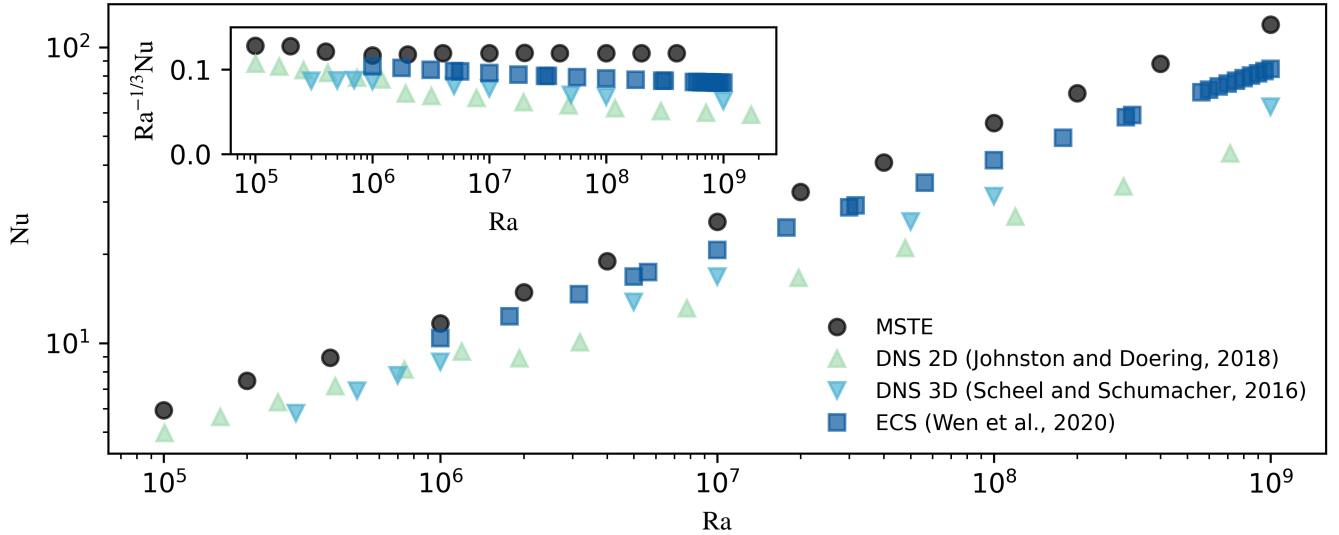 10²
10¹
Nu
Ra⁻¹/³Nu
0.1
0.0
10⁵ 10⁶ 10⁷ 10⁸ 10⁹
Ra
MSTE
DNS 2D (Johnston and Doering, 2018)
DNS 3D (Scheel and Schumacher, 2016)
ECS (Wen et al., 2020)
10⁵ 10⁶ 10⁷ 10⁸ 10⁹
Ra